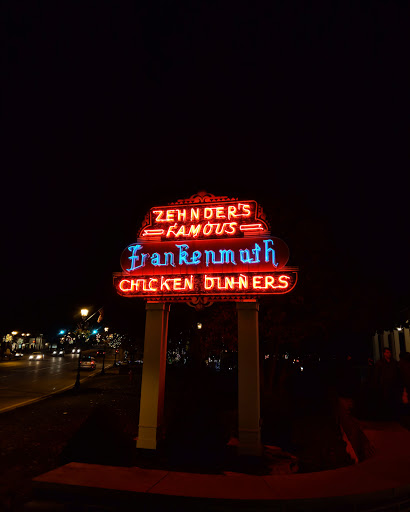 ZEHNDER'S
FAMOUS
Frankenmuth
CHICKEN DINNERS